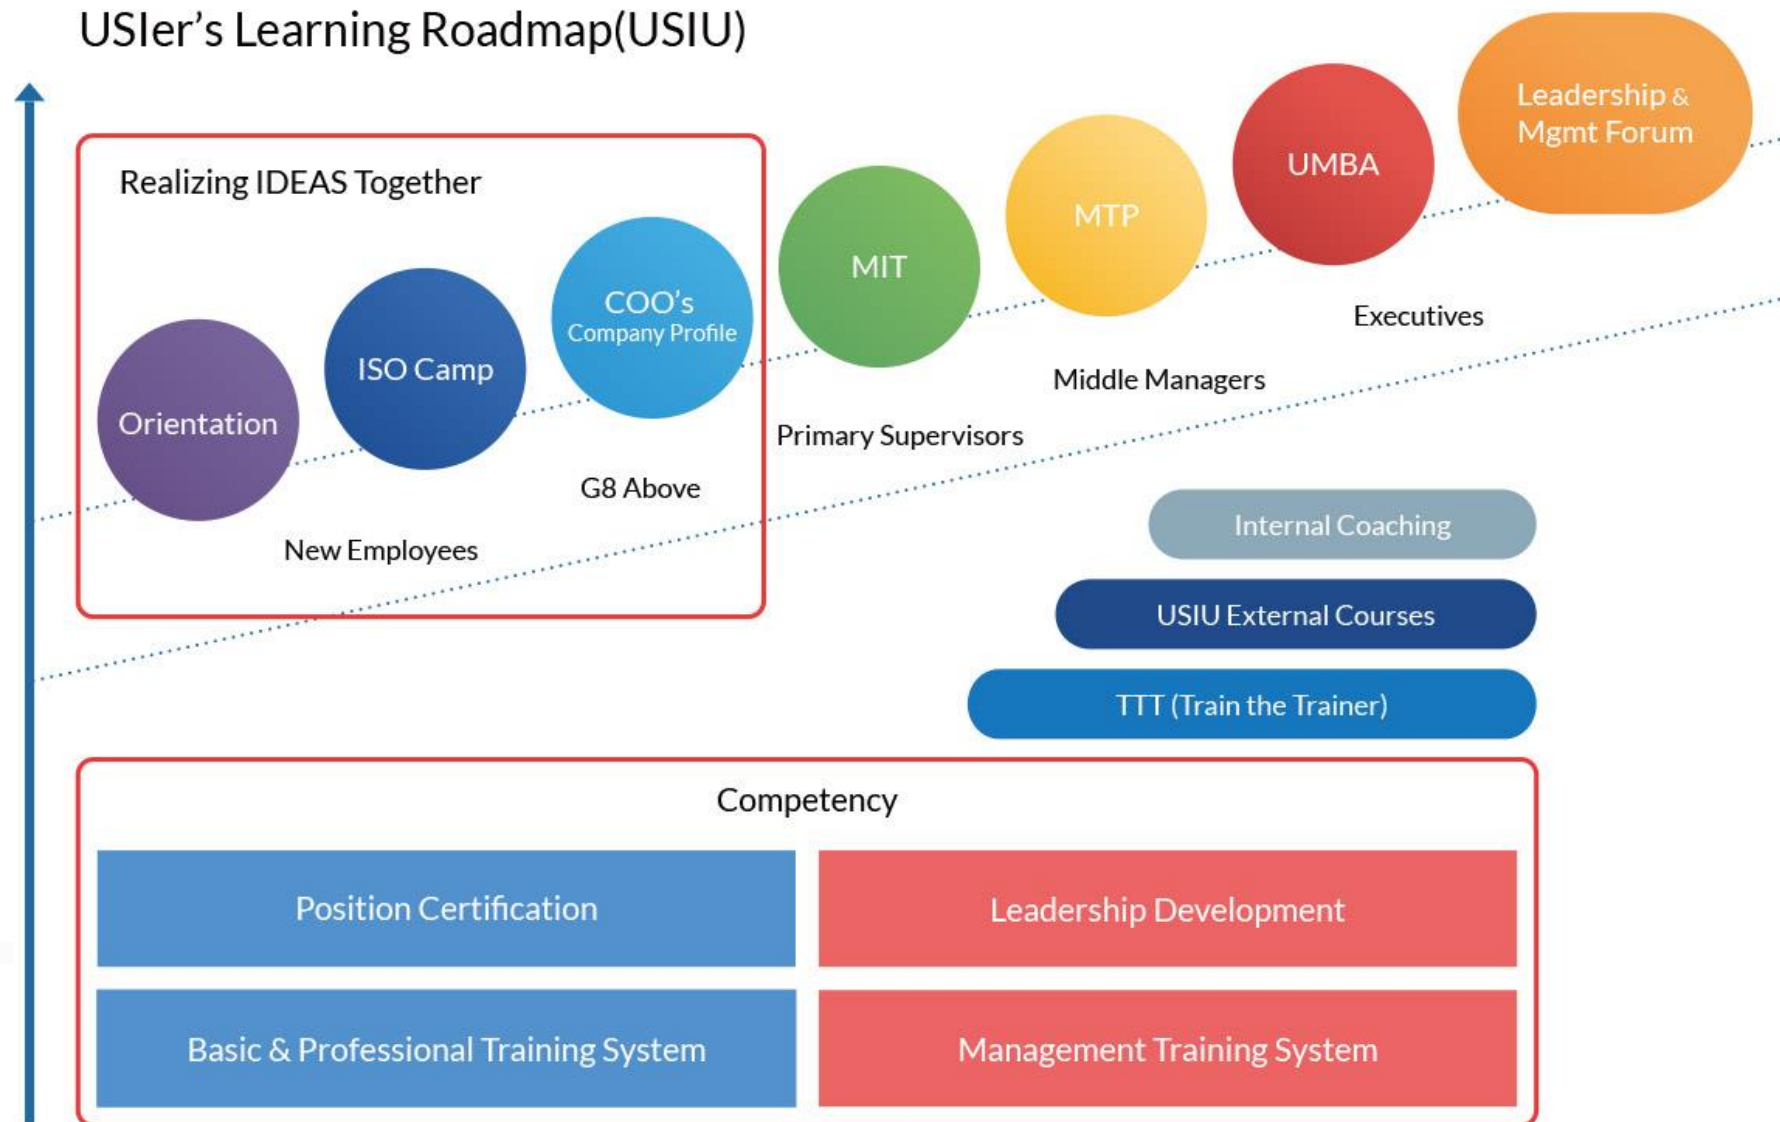 USIer’s Learning Roadmap(USIU)
Realizing IDEAS Together
Orientation
ISO Camp
COO’s
Company Profile
MIT
MTP
UMBA
Leadership &
Mgmt Forum
New Employees
G8 Above
Primary Supervisors
Middle Managers
Executives
Internal Coaching
USIU External Courses
TTT (Train the Trainer)
Competency
Position Certification
Leadership Development
Basic & Professional Training System
Management Training System